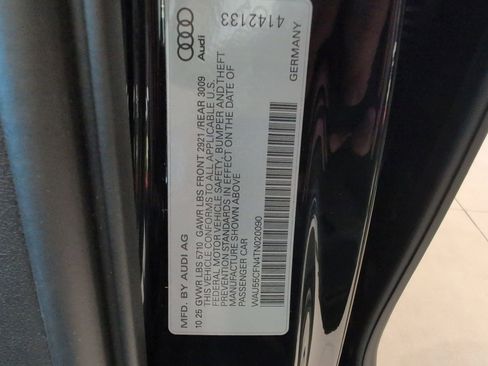 MFD. BY AUDI AG
10 25 GVWR LBS 5710 GAWR LBS FRONT 2921 /REAR 3009
THIS VEHICLE CONFORMS TO ALL APPLICABLE U.S.
FEDERAL MOTOR VEHICLE SAFETY, BUMPER AND THEFT
PREVENTION STANDARDS IN EFFECT ON THE DATE OF
MANUFACTURE SHOWN ABOVE
PASSENGER CAR
WAU55CFN4TN020090
GERMANY
Audi
4142133